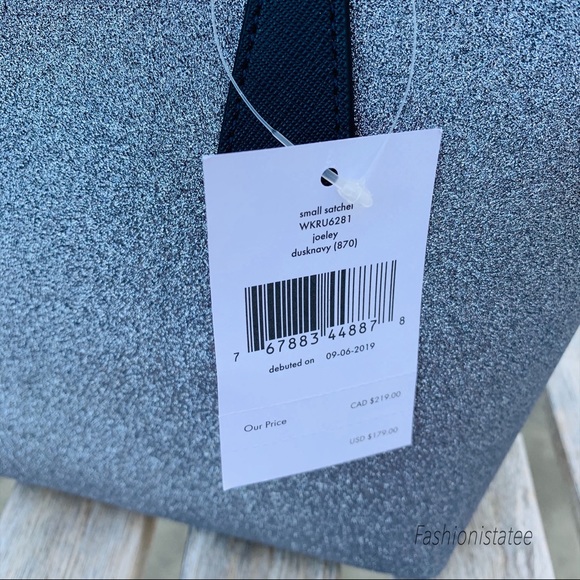 small satchel
WKRU6281
joeley
dusknavy (870)
7 67883 44887 8
debuted on 09-06-2019
Our Price CAD $219.00
USD $179.00
Fashionistatee